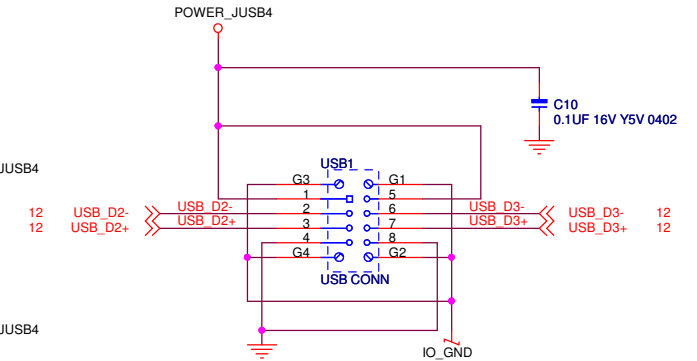 POWER_JUSB4
C10
0.1UF 16V Y5V 0402
JUSB4
USB1
G3 G1
1 5
12 USB_D2- USB_D2- 2 6 USB_D3- USB_D3- 12
12 USB_D2+ USB_D2+ 3 7 USB_D3+ USB_D3+ 12
4 8
G4 G2
USB CONN
JUSB4
IO_GND